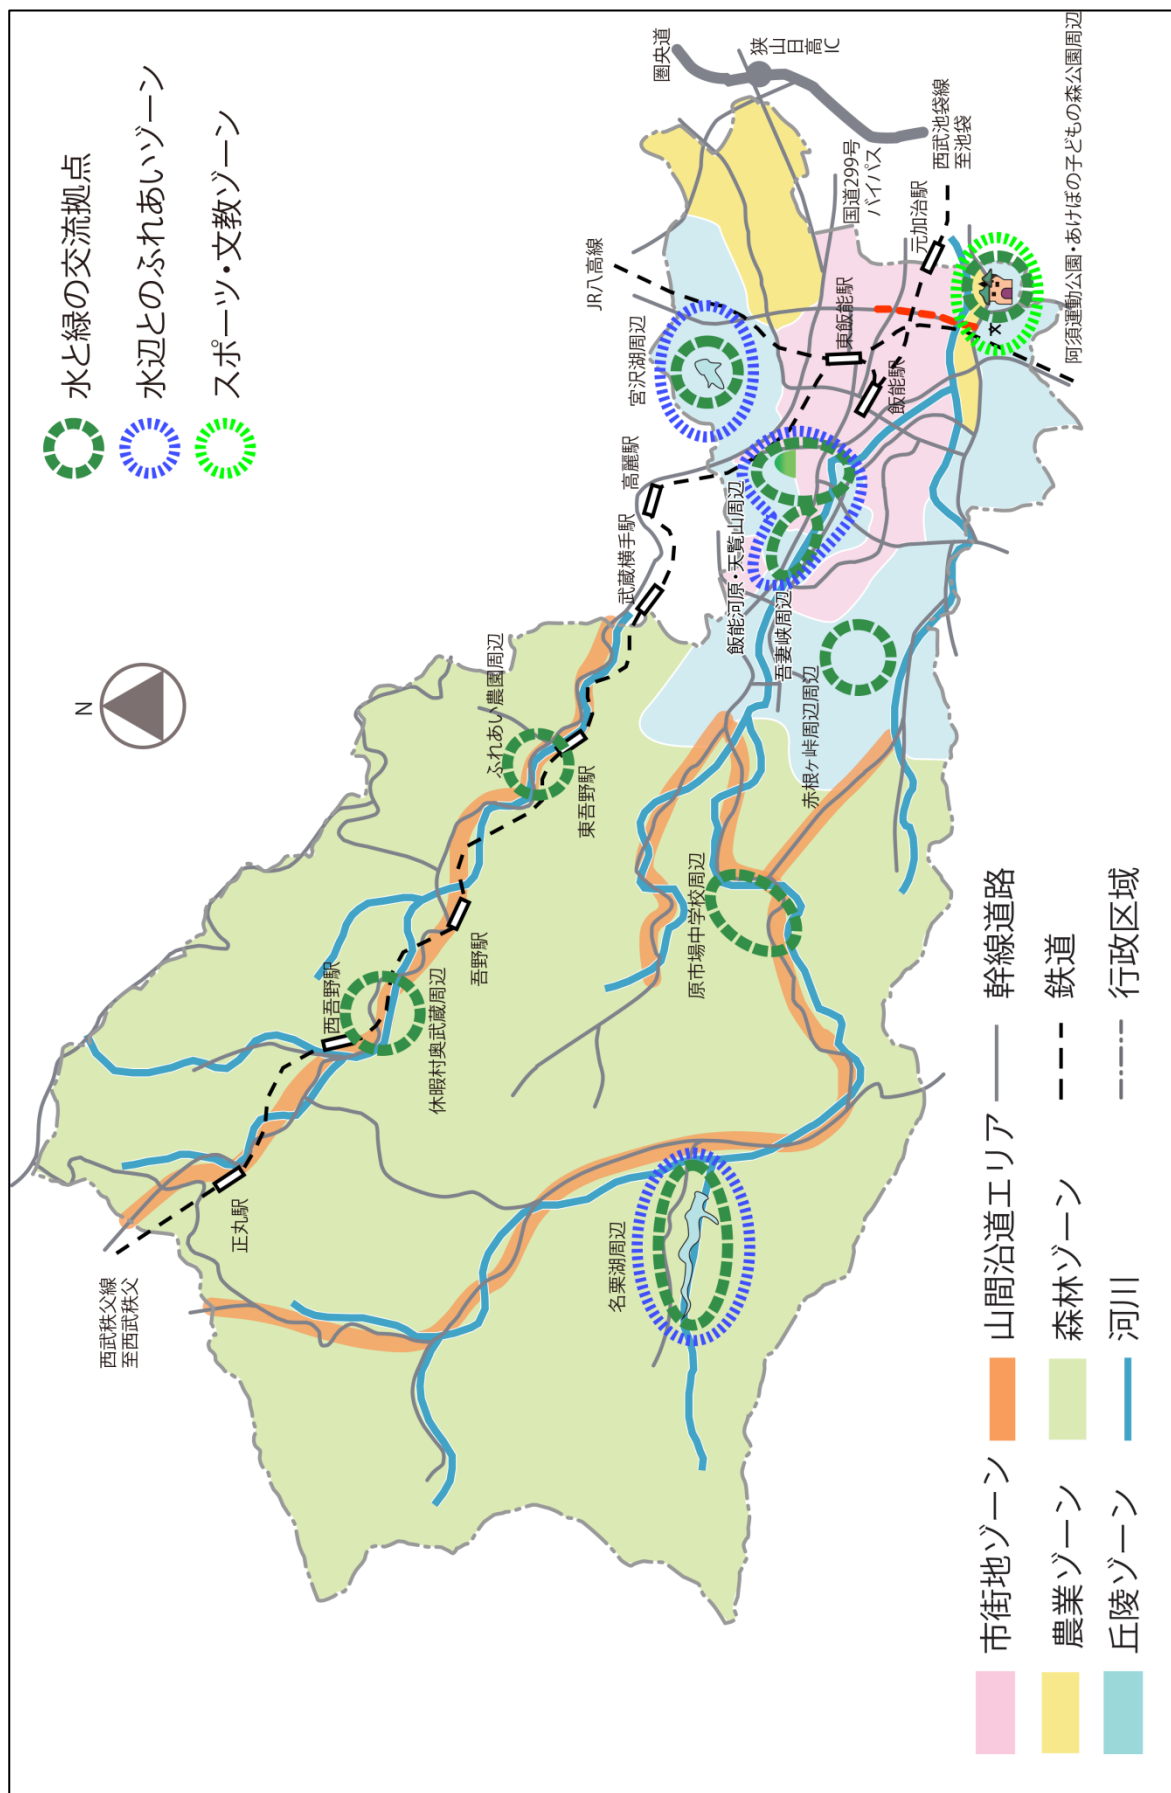 N
水と緑の交流拠点
水辺とのふれあいゾーン
スポーツ・文教ゾーン
西武秩父線
至西武秩父
正丸駅
西吾野駅
休暇村奥武蔵周辺
吾野駅
ふれあい農園周辺
東吾野駅
武蔵横手駅
高麗駅
宮沢湖周辺
JR八高線
圏央道
狭山日高IC
国道299号
バイパス
西武池袋線
至池袋
元加治駅
東飯能駅
飯能駅
飯能河原・天覧山周辺
吾妻峡周辺
赤根ヶ峠周辺周辺
原市場中学校周辺
名栗湖周辺
阿須運動公園・あけぼの子どもの森公園周辺
市街地ゾーン
農業ゾーン
丘陵ゾーン
山間沿道エリア
森林ゾーン
河川
幹線道路
鉄道
行政区域